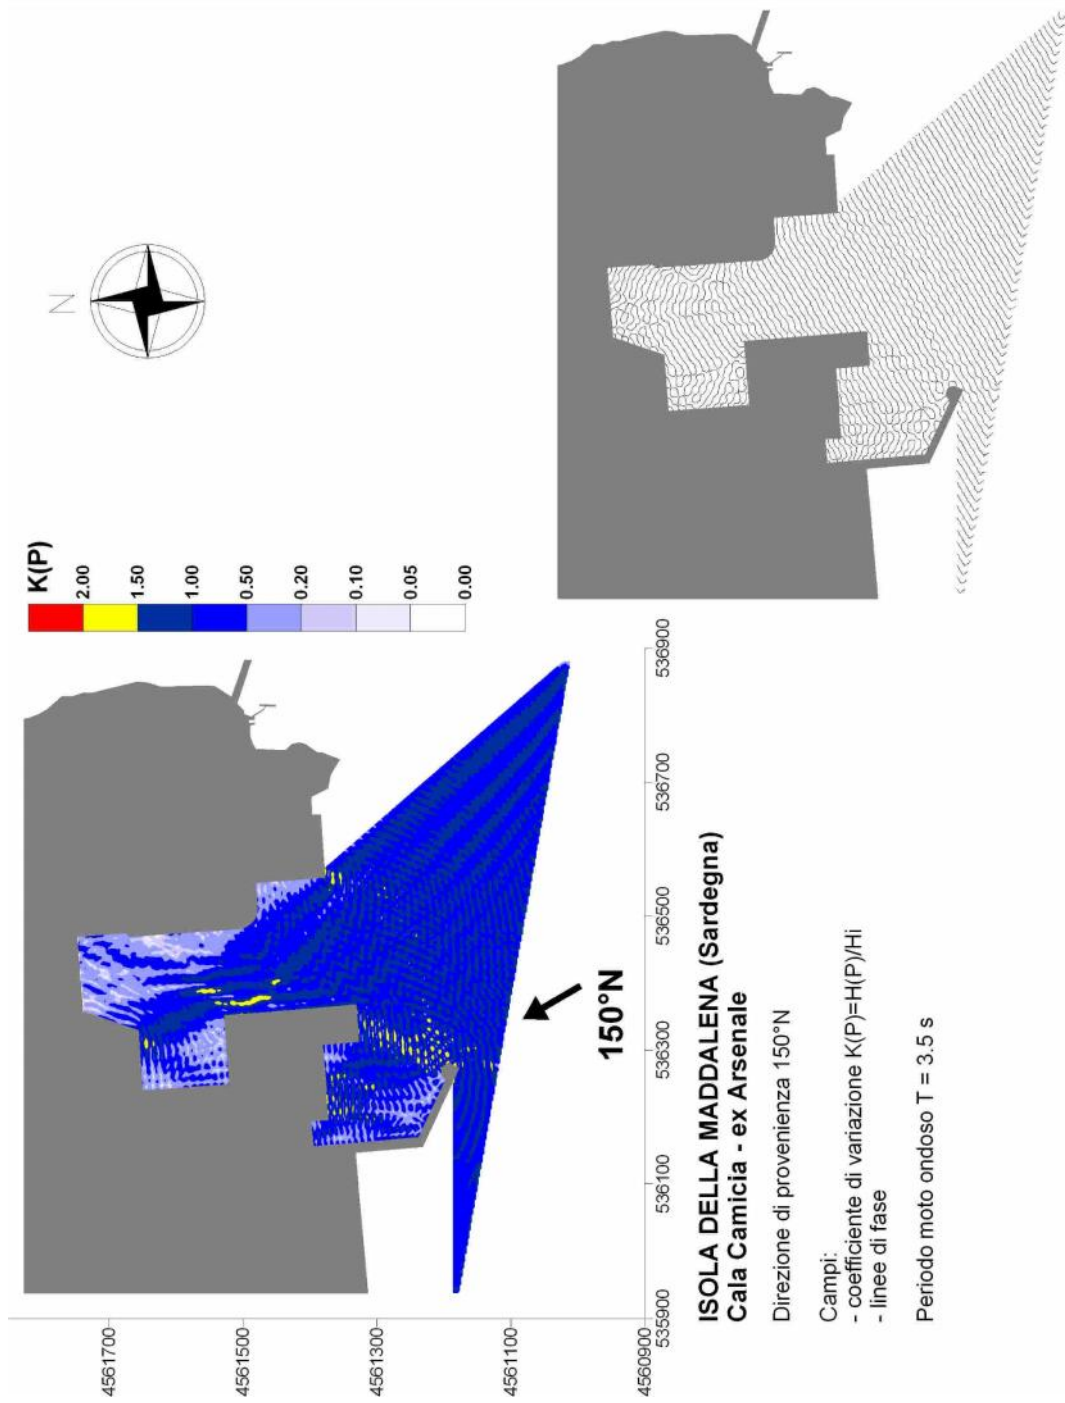 N
K(P)
2.00
1.50
1.00
0.50
0.20
0.10
0.05
0.00
4561700
4561500
4561300
4561100
4560900
535900
536100
536300
536500
536700
536900
150°N
ISOLA DELLA MADDALENA (Sardegna)
Cala Camicia - ex Arsenale
Direzione di provenienza 150°N
Campi:
- coefficiente di variazione K(P)=H(P)/Hi
- linee di fase
Periodo moto ondoso T = 3.5 s